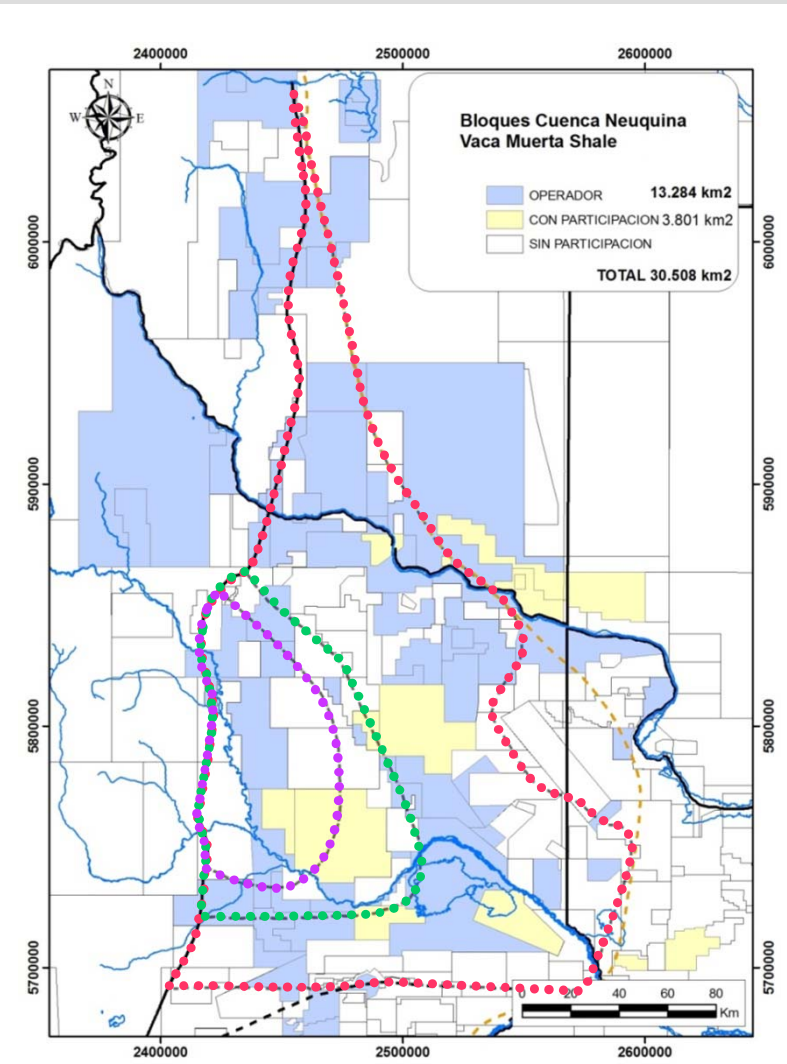 2400000 2500000 2600000
N
W E
Bloques Cuenca Neuquina
Vaca Muerta Shale
OPERADOR 13.284 km2
CON PARTICIPACION 3.801 km2
SIN PARTICIPACION
TOTAL 30.508 km2
6000000 6000000
5900000 5900000
5800000 5800000
5700000 5700000
0 20 40 60 80
Km
2400000 2500000 2600000